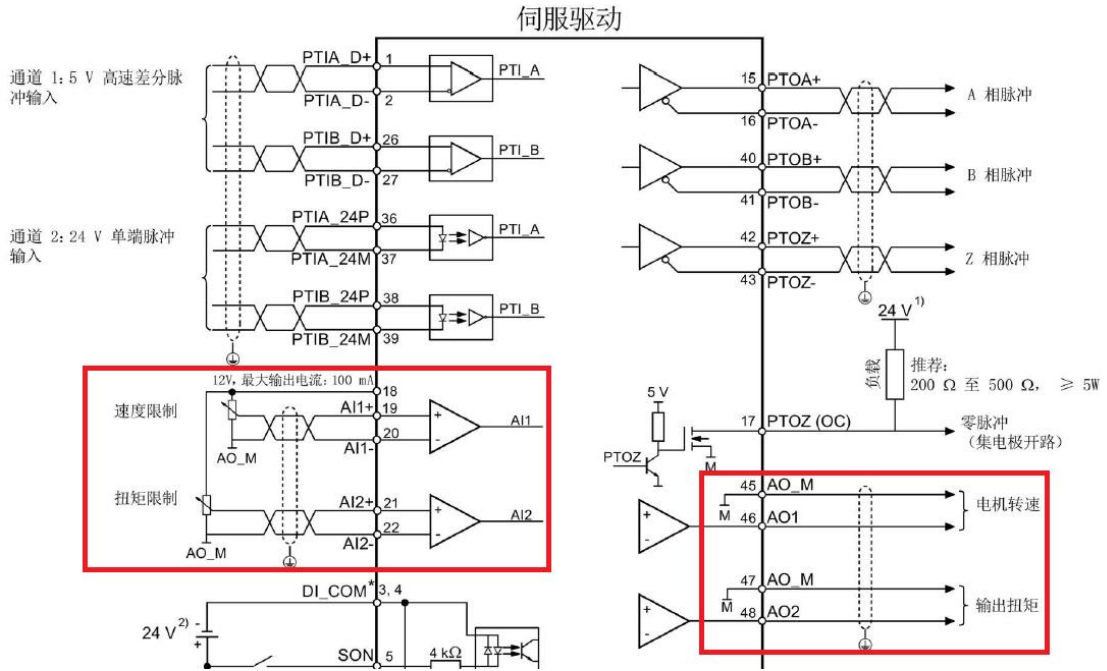 伺服驱动
通道 1:5 V 高速差分脉
冲输入
PTIA_D+ 1
PTI_A
PTIA_D- 2
PTIB_D+ 26
PTI_B
PTIB_D- 27
通道 2:24 V 单端脉冲
输入
PTIA_24P 36
PTI_A
PTIA_24M 37
PTIB_24P 38
PTI_B
PTIB_24M 39
12V,最大输出电流:100 mA
18
速度限制
AI1+ 19
AI1
20
AI1-
AO_M
扭矩限制
AI2+ 21
AI2
22
AI2-
AO_M
DI_COM* 3, 4
24 V 2)
-
+
SON 5
4 kΩ
15 PTOA+
A 相脉冲
16 PTOA-
40 PTOB+
B 相脉冲
41 PTOB-
42 PTOZ+
Z 相脉冲
43 PTOZ-
24 V 1)
负载
推荐:
200 Ω 至 500 Ω, ≥ 5W
5 V
17 PTOZ (OC)
零脉冲
(集电极开路)
PTOZ
M
45 AO_M
M
电机转速
46 AO1
47 AO_M
M
输出扭矩
48 AO2